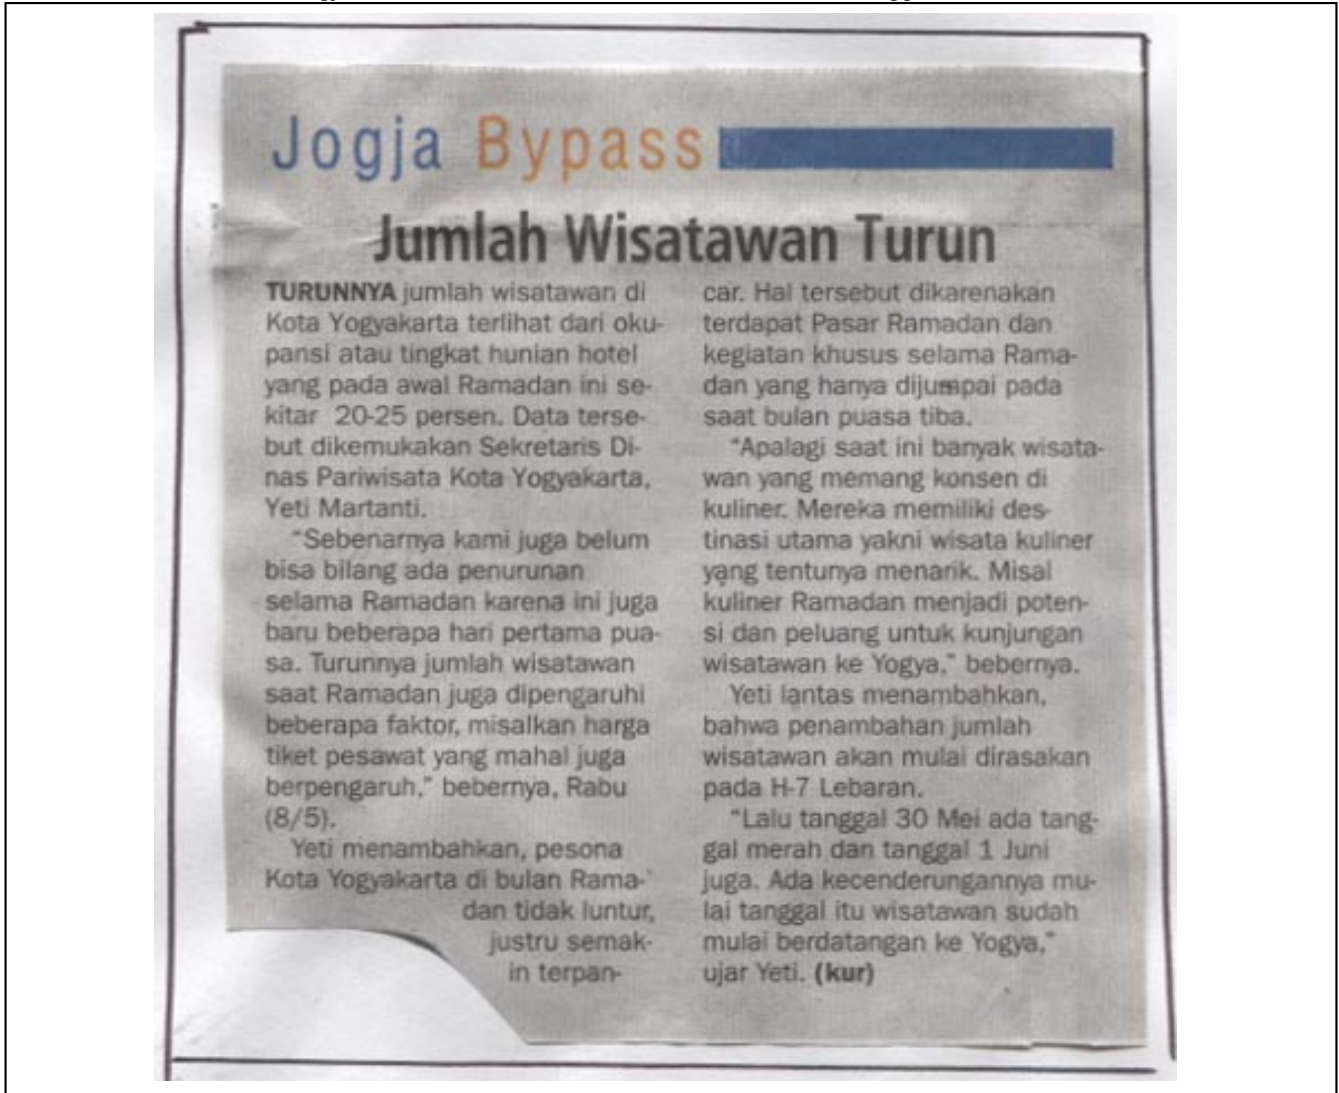 Jogja Bypass
Jumlah Wisatawan Turun
TURUNNYA jumlah wisatawan di
Kota Yogyakarta terlihat dari oku-
pansi atau tingkat hunian hotel
yang pada awal Ramadan ini se-
kitar 20-25 persen. Data terse-
but dikemukakan Sekretaris Di-
nas Pariwisata Kota Yogyakarta,
Yeti Martanti.
"Sebenarnya kami juga belum
bisa bilang ada penurunan
selama Ramadan karena ini juga
baru beberapa hari pertama pua-
sa. Turunnya jumlah wisatawan
saat Ramadan juga dipengaruhi
beberapa faktor, misalkan harga
tiket pesawat yang mahal juga
berpengaruh," bebernya, Rabu
(8/5).
Yeti menambahkan, pesona
Kota Yogyakarta di bulan Rama-
dan tidak luntur,
justru semak-
in terpan-
car. Hal tersebut dikarenakan
terdapat Pasar Ramadan dan
kegiatan khusus selama Rama-
dan yang hanya dijumpai pada
saat bulan puasa tiba.
"Apalagi saat ini banyak wisata-
wan yang memang konsen di
kuliner. Mereka memiliki des-
tinasi utama yakni wisata kuliner
yang tentunya menarik. Misal
kuliner Ramadan menjadi poten-
si dan peluang untuk kunjungan
wisatawan ke Yogya," bebernya.
Yeti lantas menambahkan,
bahwa penambahan jumlah
wisatawan akan mulai dirasakan
pada H-7 Lebaran.
"Lalu tanggal 30 Mei ada tang-
gal merah dan tanggal 1 Juni
juga. Ada kecenderungannya mu-
lai tanggal itu wisatawan sudah
mulai berdatangan ke Yogya,"
ujar Yeti. (kur)